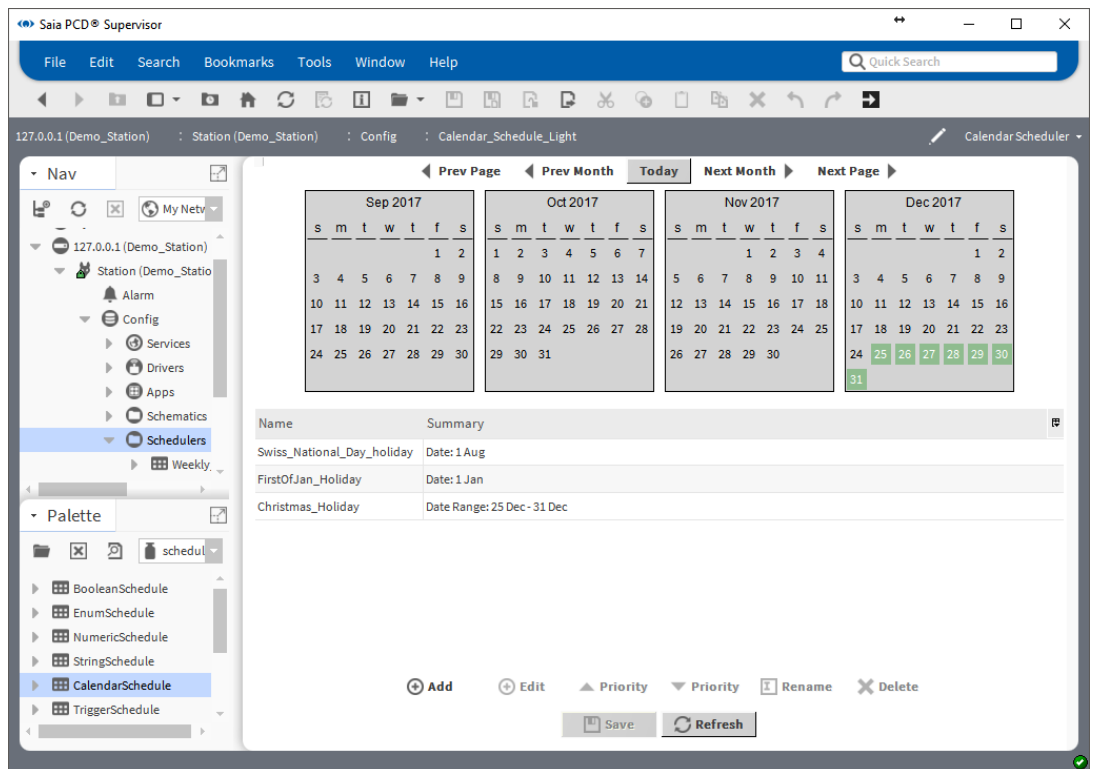 Saia PCD® Supervisor
File Edit Search Bookmarks Tools Window Help Quick Search
127.0.0.1 (Demo_Station) : Station (Demo_Station) : Config : Calendar_Schedule_Light Calendar Scheduler
Nav
My Netv
127.0.0.1 (Demo_Station)
Station (Demo_Statio
Alarm
Config
Services
Drivers
Apps
Schematics
Schedulers
Weekly_
Palette
schedul
BooleanSchedule
EnumSchedule
NumericSchedule
StringSchedule
CalendarSchedule
TriggerSchedule
Prev Page Prev Month Today Next Month Next Page
Sep 2017
s m t w t f s
1 2
3 4 5 6 7 8 9
10 11 12 13 14 15 16
17 18 19 20 21 22 23
24 25 26 27 28 29 30
Oct 2017
s m t w t f s
1 2 3 4 5 6 7
8 9 10 11 12 13 14
15 16 17 18 19 20 21
22 23 24 25 26 27 28
29 30 31
Nov 2017
s m t w t f s
1 2 3 4
5 6 7 8 9 10 11
12 13 14 15 16 17 18
19 20 21 22 23 24 25
26 27 28 29 30
Dec 2017
s m t w t f s
1 2
3 4 5 6 7 8 9
10 11 12 13 14 15 16
17 18 19 20 21 22 23
24 25 26 27 28 29 30
31
Name Summary
Swiss_National_Day_holiday Date: 1 Aug
FirstOfJan_Holiday Date: 1 Jan
Christmas_Holiday Date Range: 25 Dec - 31 Dec
Add Edit Priority Priority Rename Delete
Save Refresh